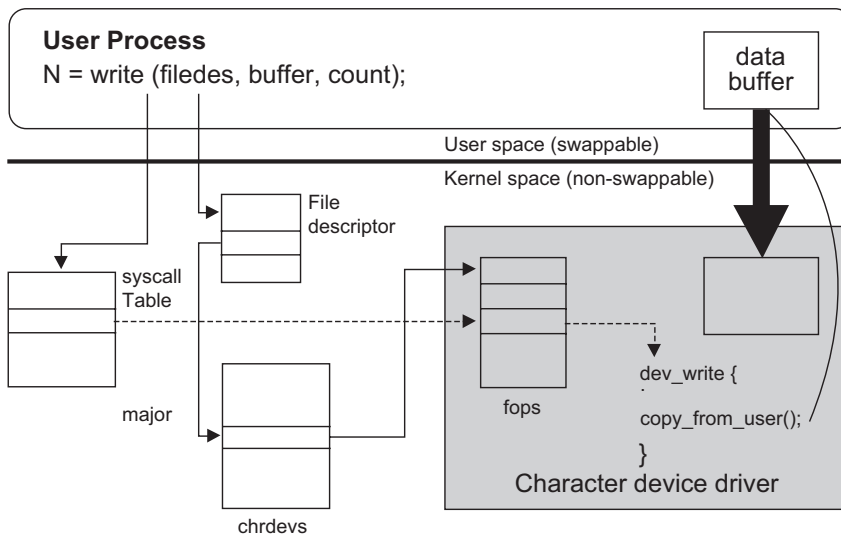 User Process
N = write (filedes, buffer, count);
data
buffer
User space (swappable)
Kernel space (non-swappable)
File
descriptor
syscall
Table
major
chrdevs
fops
dev_write {
.
copy_from_user();
}
Character device driver